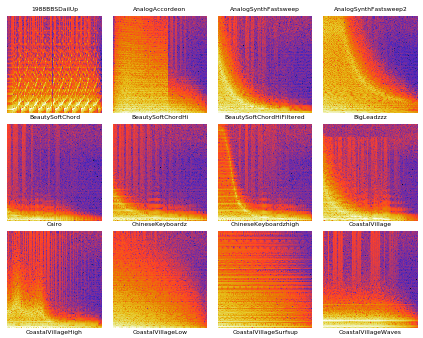 1988BBSDailUp
AnalogAccordeon
AnalogSynthFastsweep
AnalogSynthFastsweep2
BeautySoftChord
BeautySoftChordHi
BeautySoftChordHiFiltered
BigLeadzzz
Cairo
ChineseKeyboardz
ChineseKeyboardzhigh
CoastalVillage
CoastalVillageHigh
CoastalVillageLow
CoastalVillageSurfsup
CoastalVillageWaves